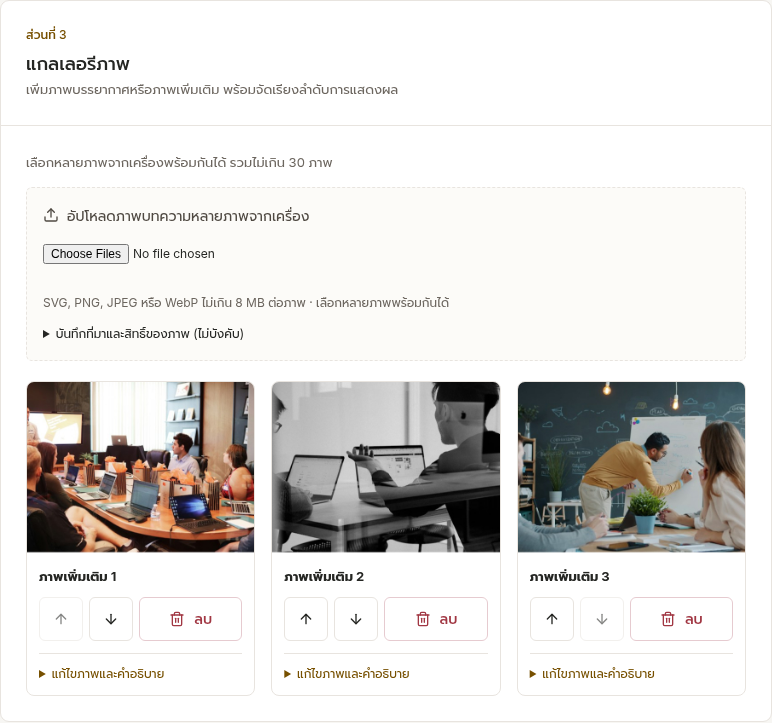 ส่วนที่ 3
แกลเลอรีภาพ
เพิ่มภาพบรรยากาศหรือภาพเพิ่มเติม พร้อมจัดเรียงลำดับการแสดงผล
เลือกหลายภาพจากเครื่องพร้อมกันได้ รวมไม่เกิน 30 ภาพ
อัปโหลดภาพบทความหลายภาพจากเครื่อง
Choose Files No file chosen
SVG, PNG, JPEG หรือ WebP ไม่เกิน 8 MB ต่อภาพ · เลือกหลายภาพพร้อมกันได้
บันทึกที่มาและสิทธิ์ของภาพ (ไม่บังคับ)
ภาพเพิ่มเติม 1
ลบ
แก้ไขภาพและคำอธิบาย
ภาพเพิ่มเติม 2
ลบ
แก้ไขภาพและคำอธิบาย
ภาพเพิ่มเติม 3
ลบ
แก้ไขภาพและคำอธิบาย